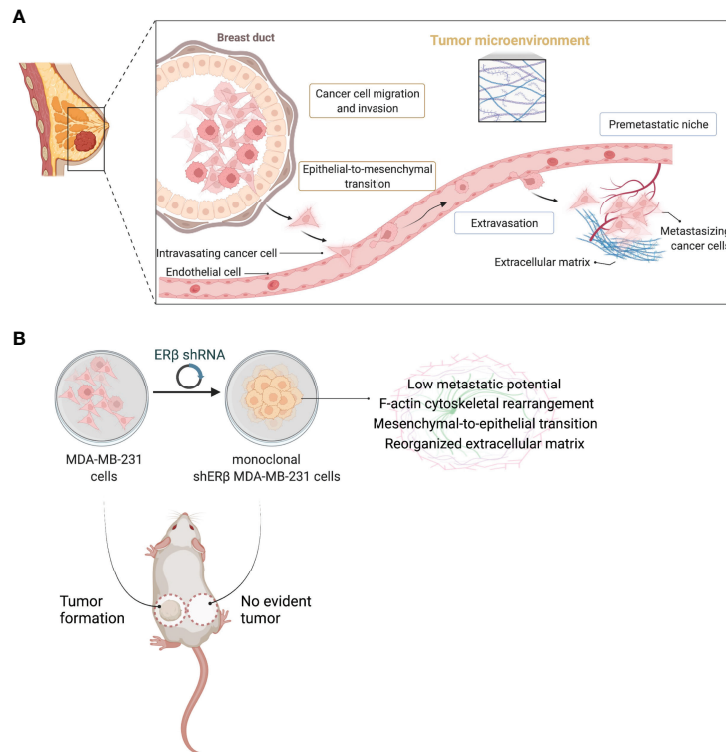 A
Breast duct
Tumor microenvironment
Cancer cell migration
and invasion
Premetastatic niche
Epithelial-to-mesenchymal
transition
Extravasation
Intravasating cancer cell
Endothelial cell
Metastasizing
cancer cells
Extracellular matrix
B
ERβ shRNA
MDA-MB-231
cells
monoclonal
shERβ MDA-MB-231 cells
Low metastatic potential
F-actin cytoskeletal rearrangement
Mesenchymal-to-epithelial transition
Reorganized extracellular matrix
Tumor
formation
No evident
tumor